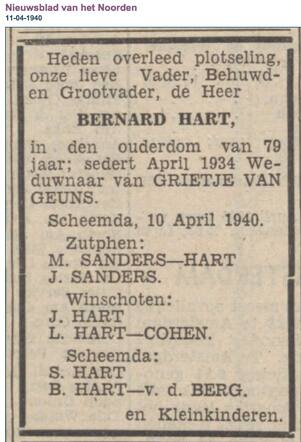 Nieuwsblad van het Noorden
11-04-1940
Heden overleed plotseling,
onze lieve Vader, Behuwd-
en Grootvader, de Heer
BERNARD HART,
in den ouderdom van 79
jaar; sedert April 1934 We-
duwnaar van GRIETJE VAN
GEUNS.
Scheemda, 10 April 1940.
Zutphen:
M. SANDERS—HART
J. SANDERS.
Winschoten:
J. HART
L. HART—COHEN.
Scheemda:
S. HART
B. HART—v. d. BERG.
en Kleinkinderen.